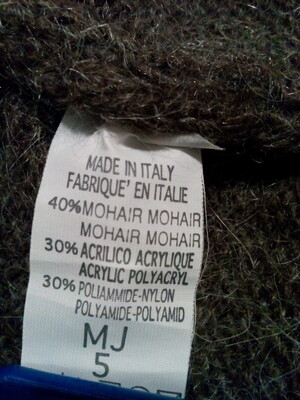 MADE IN ITALY
FABRIQUE' EN ITALIE
40% MOHAIR MOHAIR
MOHAIR MOHAIR
30% ACRILICO ACRYLIQUE
ACRYLIC POLYACRYL
30% POLIAMMIDE-NYLON
POLYAMIDE-POLYAMID
MJ
5